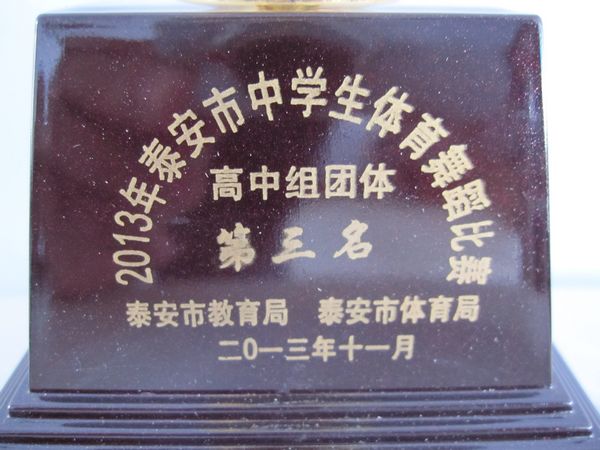 2013年泰安市中学生体育舞蹈比赛
高中组团体
第三名
泰安市教育局 泰安市体育局
二0一三年十一月